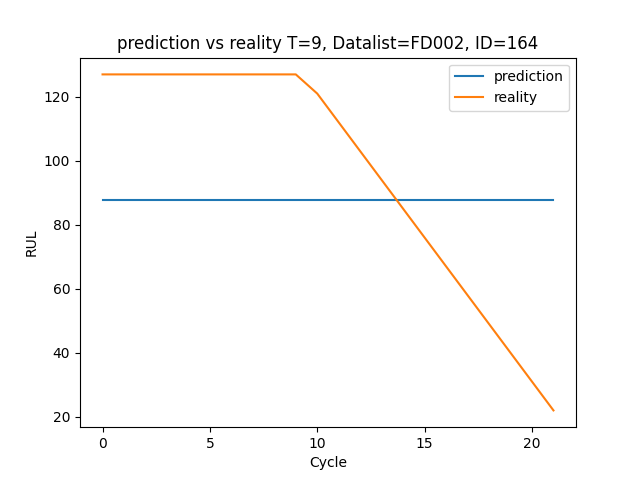 prediction vs reality T=9, Datalist=FD002, ID=164
prediction
reality
120
100
80
60
40
20
RUL
0 5 10 15 20
Cycle